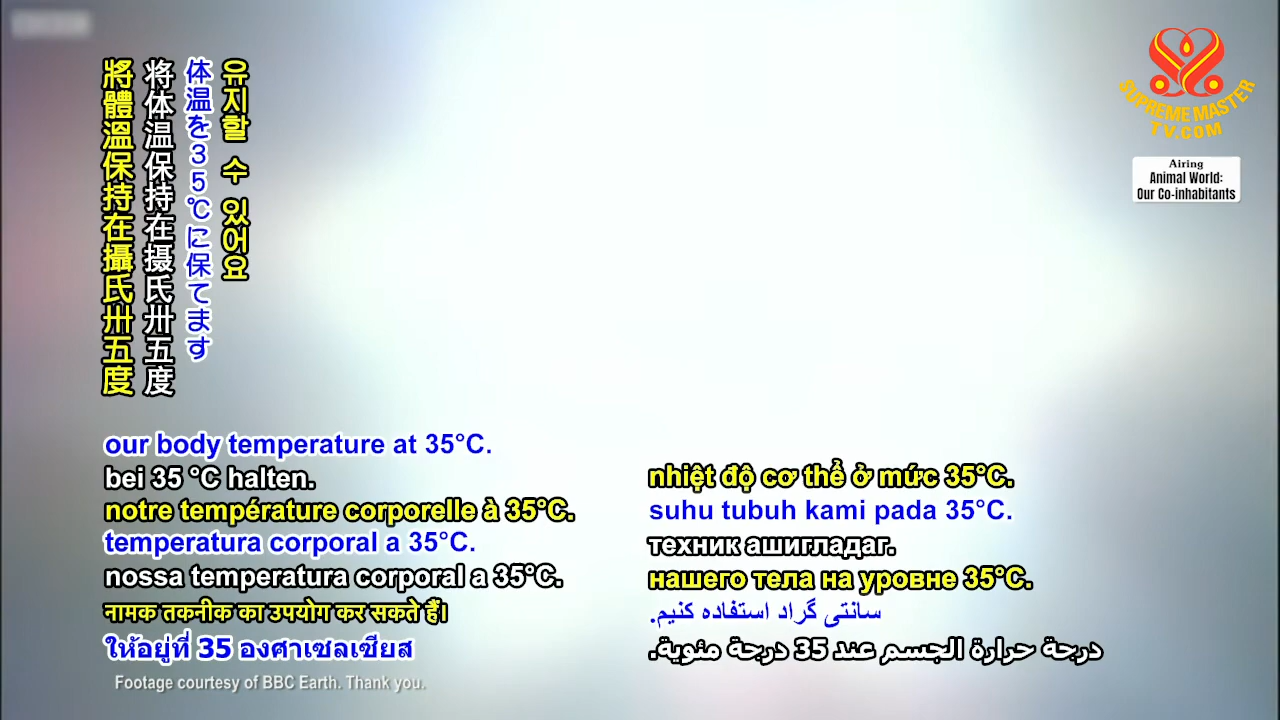 將體溫保持在攝氏卅五度
将体温保持在摄氏卅五度
体温を35℃に保てます
유지할 수 있어요
SUPREME MASTER
TV.COM
Airing
Animal World:
Our Co-inhabitants
our body temperature at 35°C.
bei 35 °C halten.
notre température corporelle à 35°C.
temperatura corporal a 35°C.
nossa temperatura corporal a 35°C.
नामक तकनीक का उपयोग कर सकते हैं।
ให้อยู่ที่ 35 องศาเซลเซียส
nhiệt độ cơ thể ở mức 35°C.
suhu tubuh kami pada 35°C.
техник ашигладаг.
нашего тела на уровне 35°C.
سانتی گراد استفاده کنیم.
درجة حرارة الجسم عند 35 درجة مئوية.
Footage courtesy of BBC Earth. Thank you.